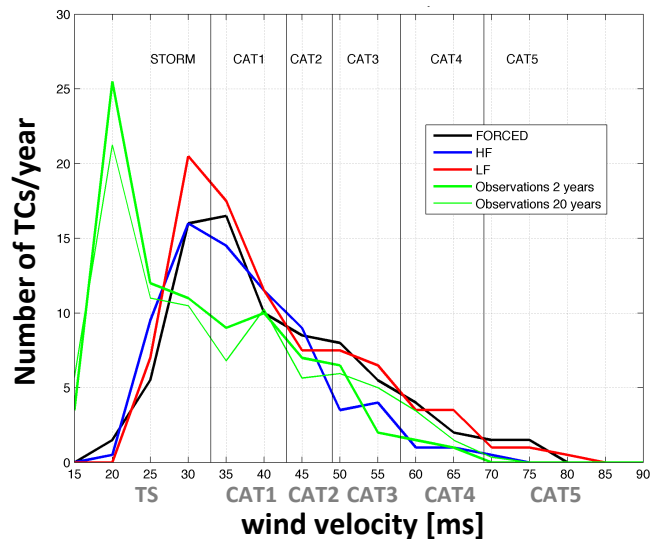 30
STORM CAT1 CAT2 CAT3 CAT4 CAT5
25
FORCED
HF
LF
Observations 2 years
Observations 20 years
20
15
10
5
0
Number of TCs/year
15 20 25 30 35 40 45 50 55 60 65 70 75 80 85 90
TS CAT1 CAT2 CAT3 CAT4 CAT5
wind velocity [ms]